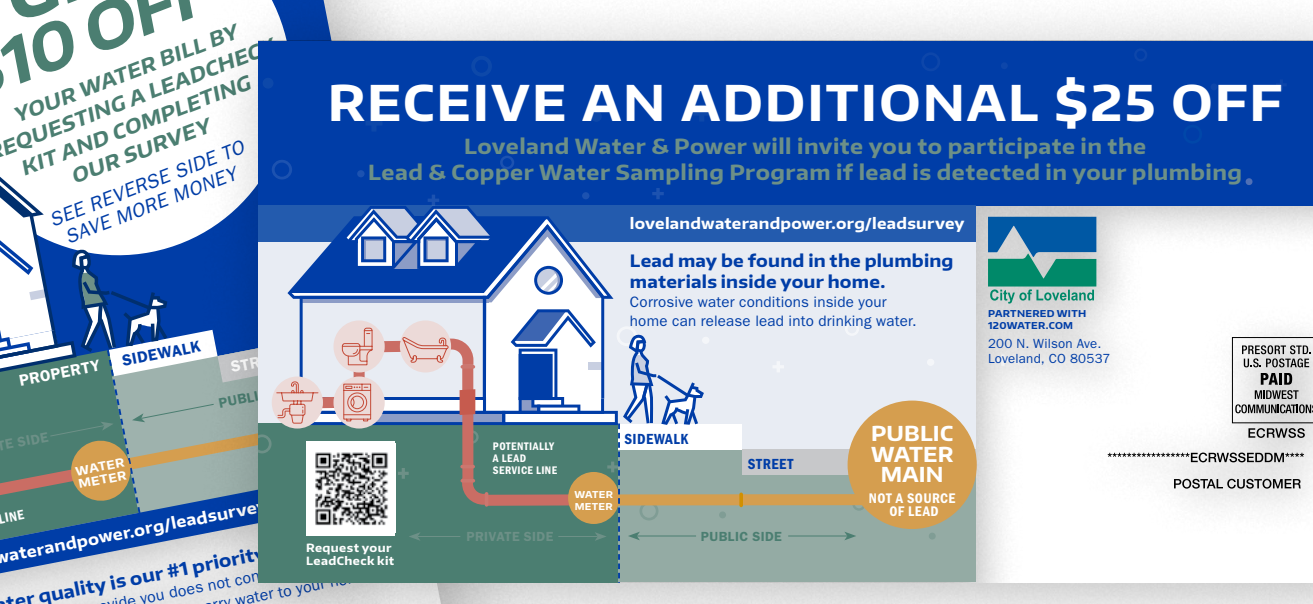 $10 OFF
YOUR WATER BILL BY
REQUESTING A LEADCHECK
KIT AND COMPLETING
OUR SURVEY
SEE REVERSE SIDE TO
SAVE MORE MONEY
PROPERTY
SIDEWALK
WATER
METER
LINE
waterandpower.org/leadsurvey
quality is our #1 priority
you does not
water to your
RECEIVE AN ADDITIONAL $25 OFF
Loveland Water & Power will invite you to participate in the
Lead & Copper Water Sampling Program if lead is detected in your plumbing.
lovelandwaterandpower.org/leadsurvey
Lead may be found in the plumbing
materials inside your home.
Corrosive water conditions inside your
home can release lead into drinking water.
SIDEWALK
STREET
POTENTIALLY
A LEAD
SERVICE LINE
WATER
METER
PUBLIC
WATER
MAIN
NOT A SOURCE
OF LEAD
PRIVATE SIDE
PUBLIC SIDE
Request your
LeadCheck kit
City of Loveland
PARTNERED WITH
120WATER.COM
200 N. Wilson Ave.
Loveland, CO 80537
PRESORT STD.
U.S. POSTAGE
PAID
MIDWEST
COMMUNICATIONS
ECRWSS
*****************ECRWSSEDDM****
POSTAL CUSTOMER